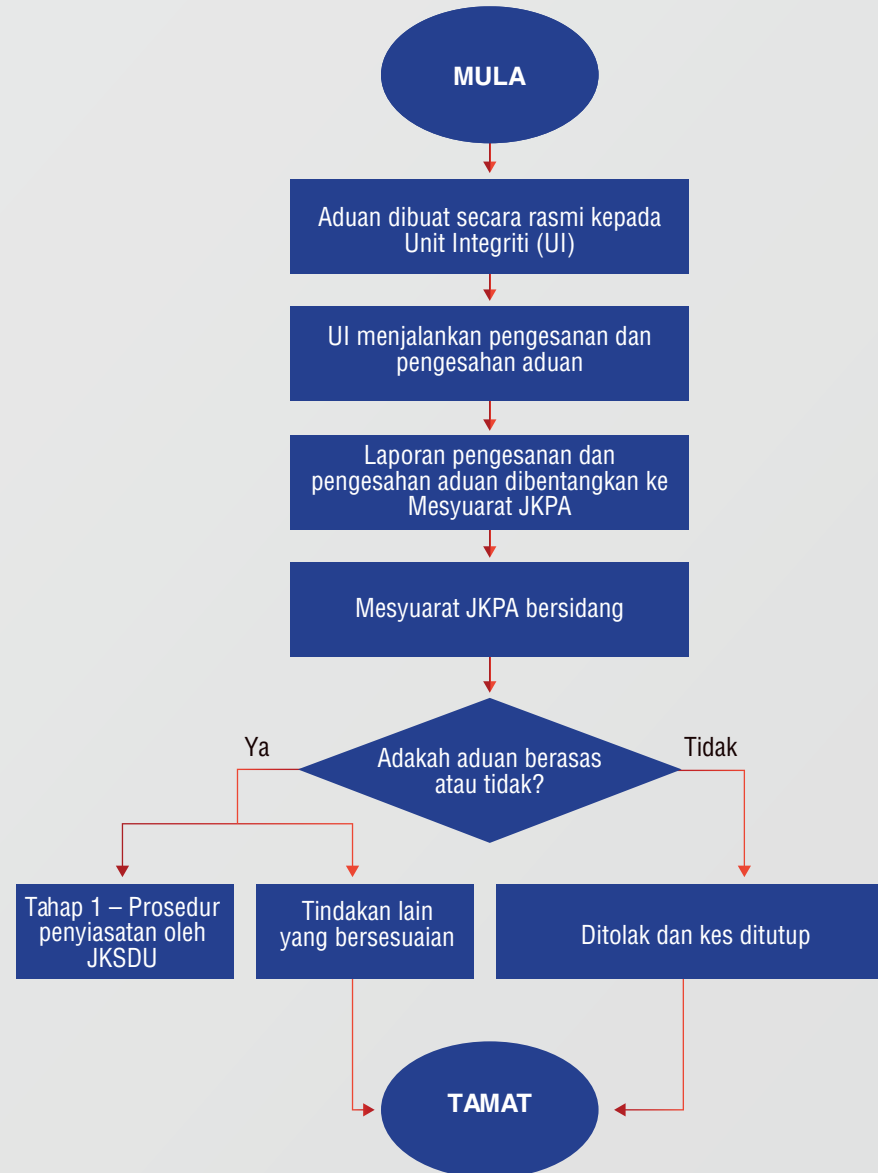 MULA
Aduan dibuat secara rasmi kepada
Unit Integriti (UI)
UI menjalankan pengesanan dan
pengesahan aduan
Laporan pengesanan dan
pengesahan aduan dibentangkan ke
Mesyuarat JKPA
Mesyuarat JKPA bersidang
Adakah aduan berasas
atau tidak?
Ya
Tidak
Tahap 1 – Prosedur
penyiasatan oleh
JKSDU
Tindakan lain
yang bersesuaian
Ditolak dan kes ditutup
TAMAT